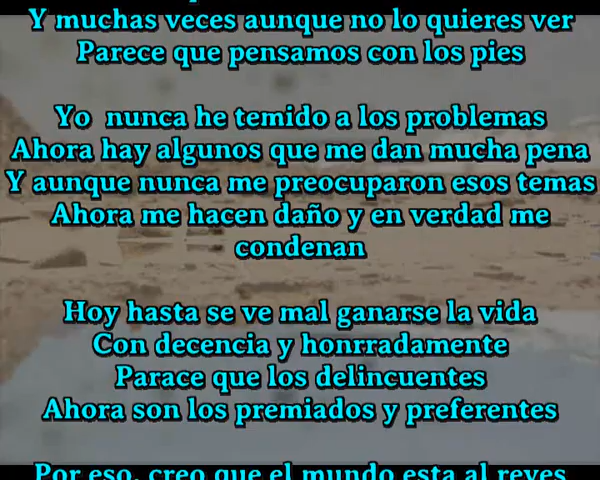 Y muchas veces aunque no lo quieres ver
Parece que pensamos con los pies
Yo nunca he temido a los problemas
Ahora hay algunos que me dan mucha pena
Y aunque nunca me preocuparon esos temas
Ahora me hacen daño y en verdad me
condenan
Hoy hasta se ve mal ganarse la vida
Con decencia y honrradamente
Parace que los delincuentes
Ahora son los premiados y preferentes
Por eso, creo que el mundo esta al reves